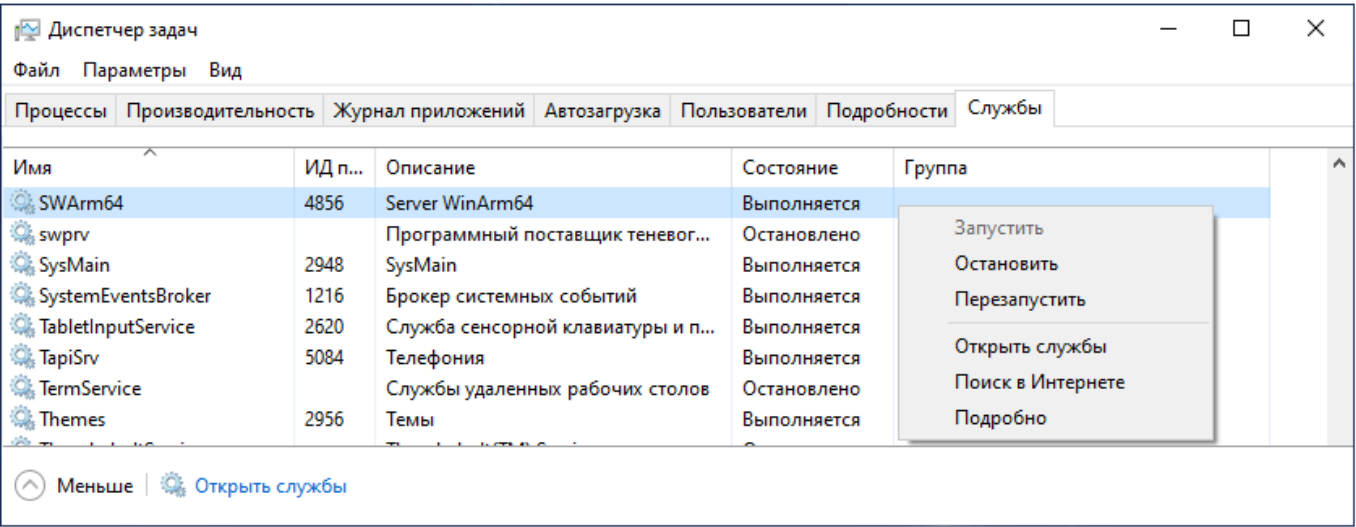 Диспетчер задач
Файл Параметры Вид
Процессы Производительность Журнал приложений Автозагрузка Пользователи Подробности Службы
Имя ИД п... Описание Состояние Группа
SWArm64 4856 Server WinArm64 Выполняется
swprv Программный поставщик теневог... Остановлено
SysMain 2948 SysMain Выполняется
SystemEventsBroker 1216 Брокер системных событий Выполняется
TabletInputService 2620 Служба сенсорной клавиатуры и п... Выполняется
TapiSrv 5084 Телефония Выполняется
TermService Службы удаленных рабочих столов Остановлено
Themes 2956 Темы Выполняется
Запустить
Остановить
Перезапустить
Открыть службы
Поиск в Интернете
Подробно
Меньше Открыть службы